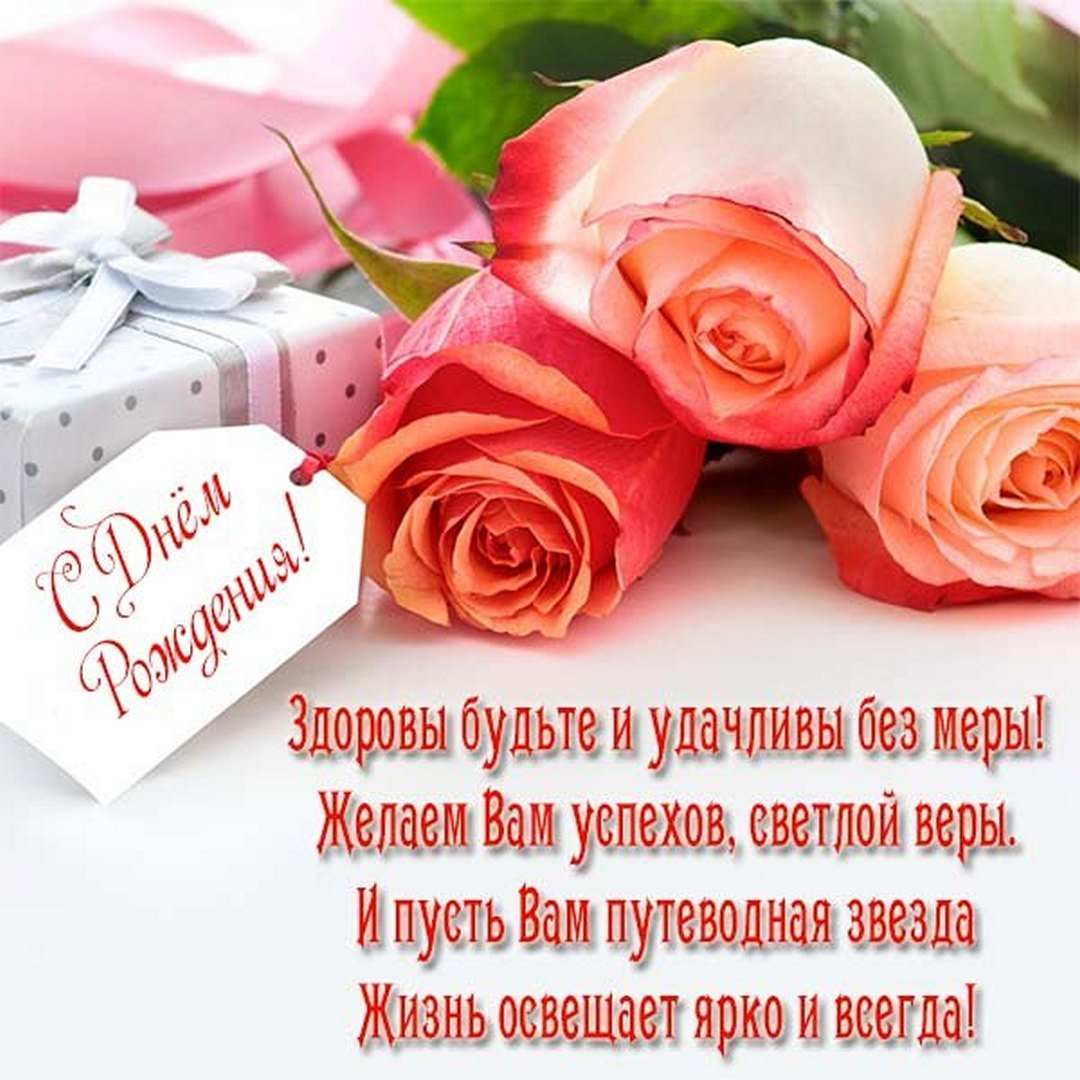 С Днём
Рождения!
Здоровы будьте и удачливы без меры!
Желаем Вам успехов, светлой веры.
И пусть Вам путеводная звезда
Жизнь освещает ярко и всегда!